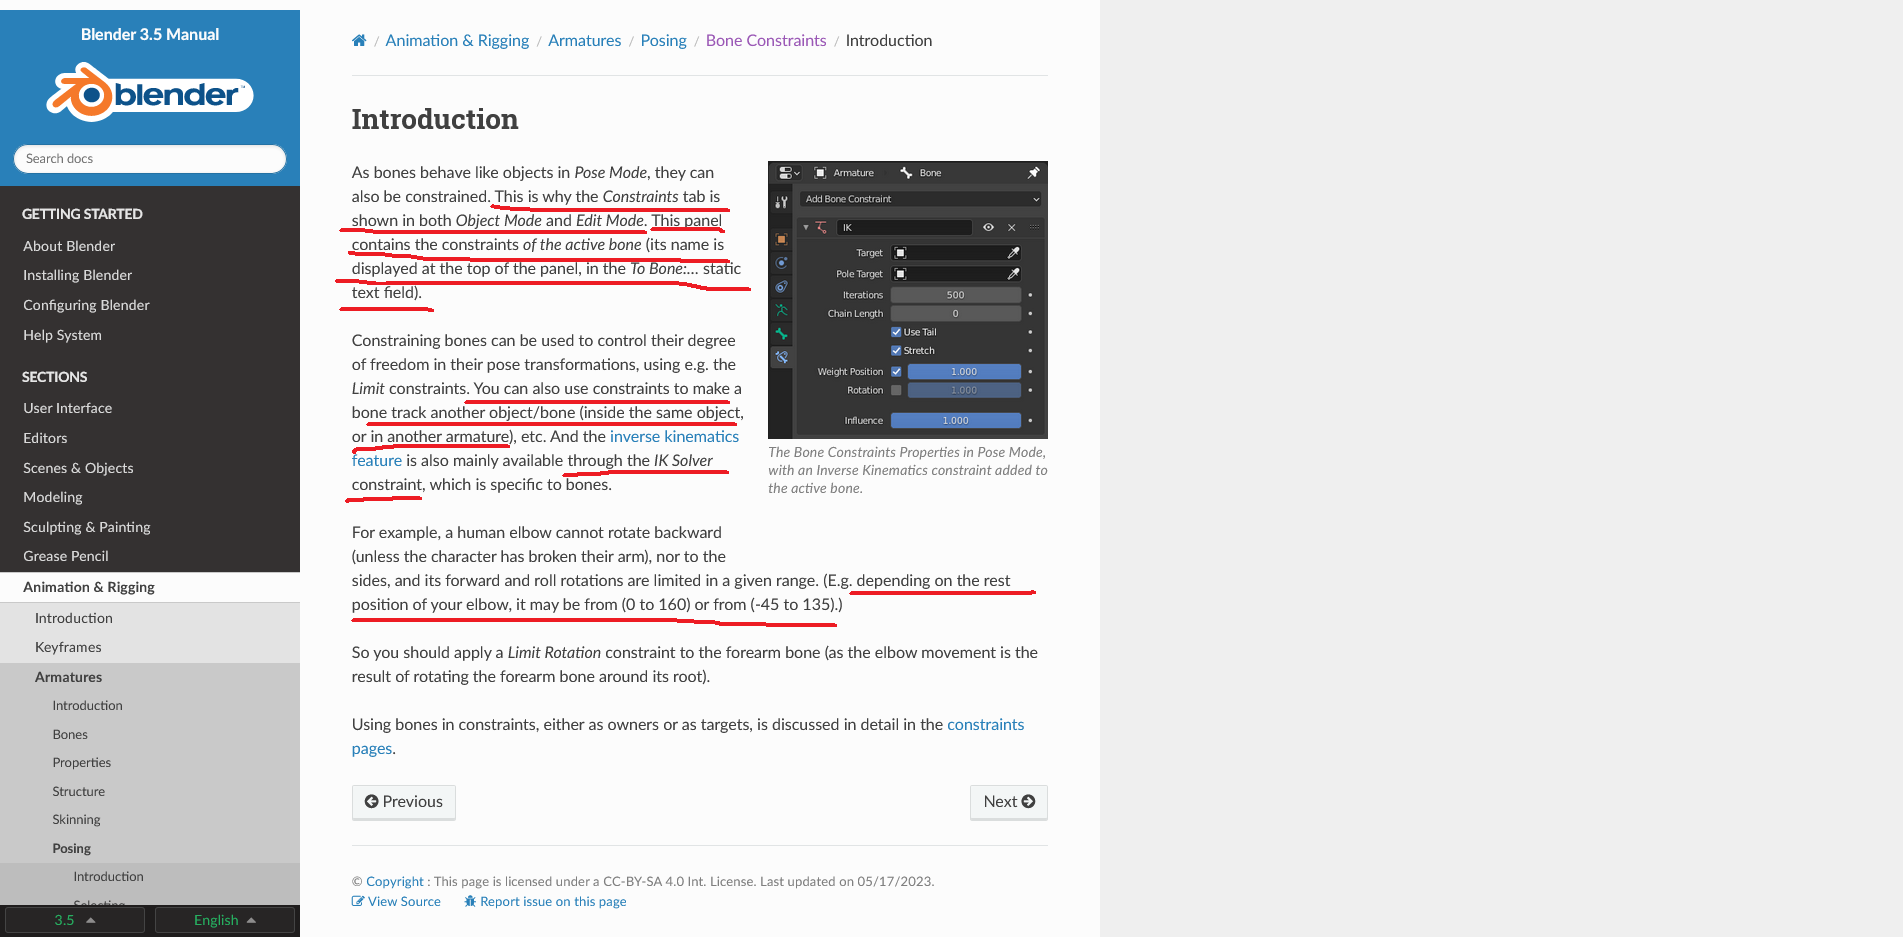 Blender 3.5 Manual
blender™
Search docs
GETTING STARTED
About Blender
Installing Blender
Configuring Blender
Help System
SECTIONS
User Interface
Editors
Scenes & Objects
Modeling
Sculpting & Painting
Grease Pencil
Animation & Rigging
Introduction
Keyframes
Armatures
Introduction
Bones
Properties
Structure
Skinning
Posing
Introduction
Selecting
3.5
English
/ Animation & Rigging / Armatures / Posing / Bone Constraints / Introduction
Introduction
As bones behave like objects in Pose Mode, they can
also be constrained. This is why the Constraints tab is
shown in both Object Mode and Edit Mode. This panel
contains the constraints of the active bone (its name is
displayed at the top of the panel, in the To Bone:… static
text field).
Armature Bone
Add Bone Constraint
IK
Target
Pole Target
Iterations 500
Chain Length 0
Use Tail
Stretch
Weight Position 1.000
Rotation 1.000
Influence 1.000
The Bone Constraints Properties in Pose Mode,
with an Inverse Kinematics constraint added to
the active bone.
Constraining bones can be used to control their degree
of freedom in their pose transformations, using e.g. the
Limit constraints. You can also use constraints to make a
bone track another object/bone (inside the same object,
or in another armature), etc. And the inverse kinematics
feature is also mainly available through the IK Solver
constraint, which is specific to bones.
For example, a human elbow cannot rotate backward
(unless the character has broken their arm), nor to the
sides, and its forward and roll rotations are limited in a given range. (E.g. depending on the rest
position of your elbow, it may be from (0 to 160) or from (-45 to 135).)
So you should apply a Limit Rotation constraint to the forearm bone (as the elbow movement is the
result of rotating the forearm bone around its root).
Using bones in constraints, either as owners or as targets, is discussed in detail in the constraints
pages.
Previous
Next
© Copyright : This page is licensed under a CC-BY-SA 4.0 Int. License. Last updated on 05/17/2023.
View Source Report issue on this page